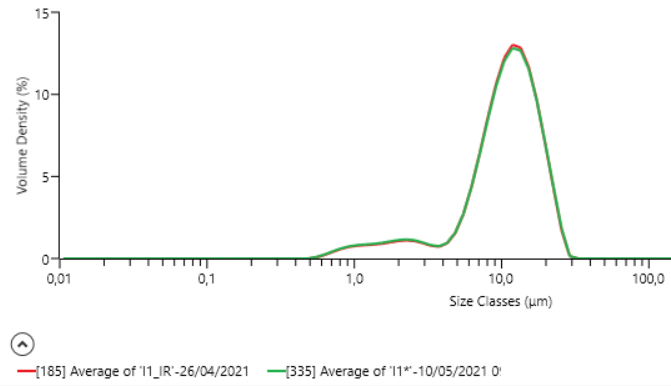 15
10
5
0
Volume Density (%)
0,01 0,1 1,0 10,0 100,0
Size Classes (µm)
[185] Average of 'I1_IR'-26/04/2021 [335] Average of 'I1*'-10/05/2021